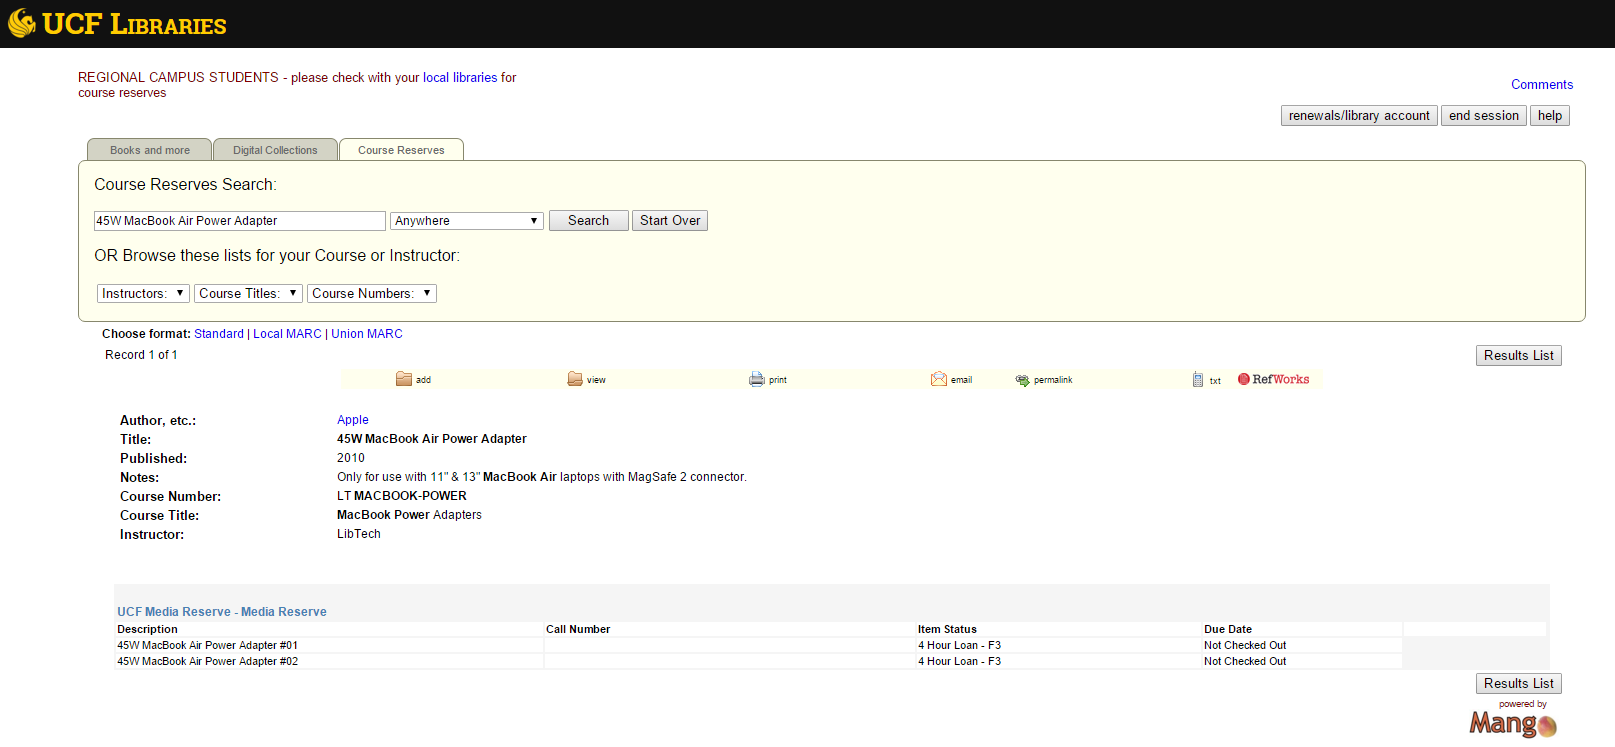 UCF LIBRARIES
REGIONAL CAMPUS STUDENTS - please check with your local libraries for
course reserves
Comments
renewals/library account end session help
Books and more Digital Collections Course Reserves
Course Reserves Search:
45W MacBook Air Power Adapter Anywhere Search Start Over
OR Browse these lists for your Course or Instructor:
Instructors: Course Titles: Course Numbers:
Choose format: Standard | Local MARC | Union MARC
Record 1 of 1 Results List
add view print email permalink txt RefWorks
Author, etc.: Apple
Title: 45W MacBook Air Power Adapter
Published: 2010
Notes: Only for use with 11" & 13" MacBook Air laptops with MagSafe 2 connector.
Course Number: LT MACBOOK-POWER
Course Title: MacBook Power Adapters
Instructor: LibTech
UCF Media Reserve - Media Reserve
Description Call Number Item Status Due Date
45W MacBook Air Power Adapter #01 4 Hour Loan - F3 Not Checked Out
45W MacBook Air Power Adapter #02 4 Hour Loan - F3 Not Checked Out
Results List
powered by
Mango